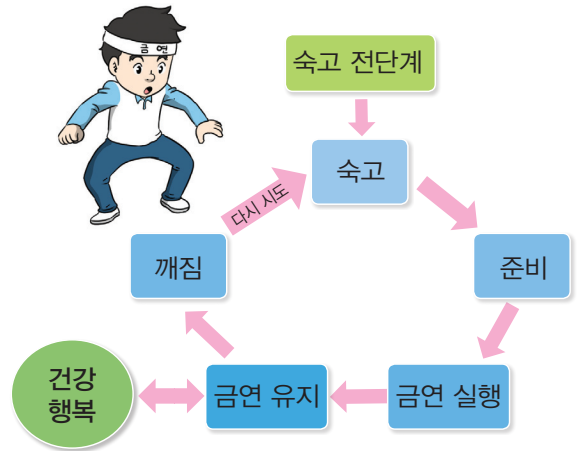 금연
숙고 전단계
숙고
다시 시도
깨짐
준비
건강
행복
금연 유지
금연 실행